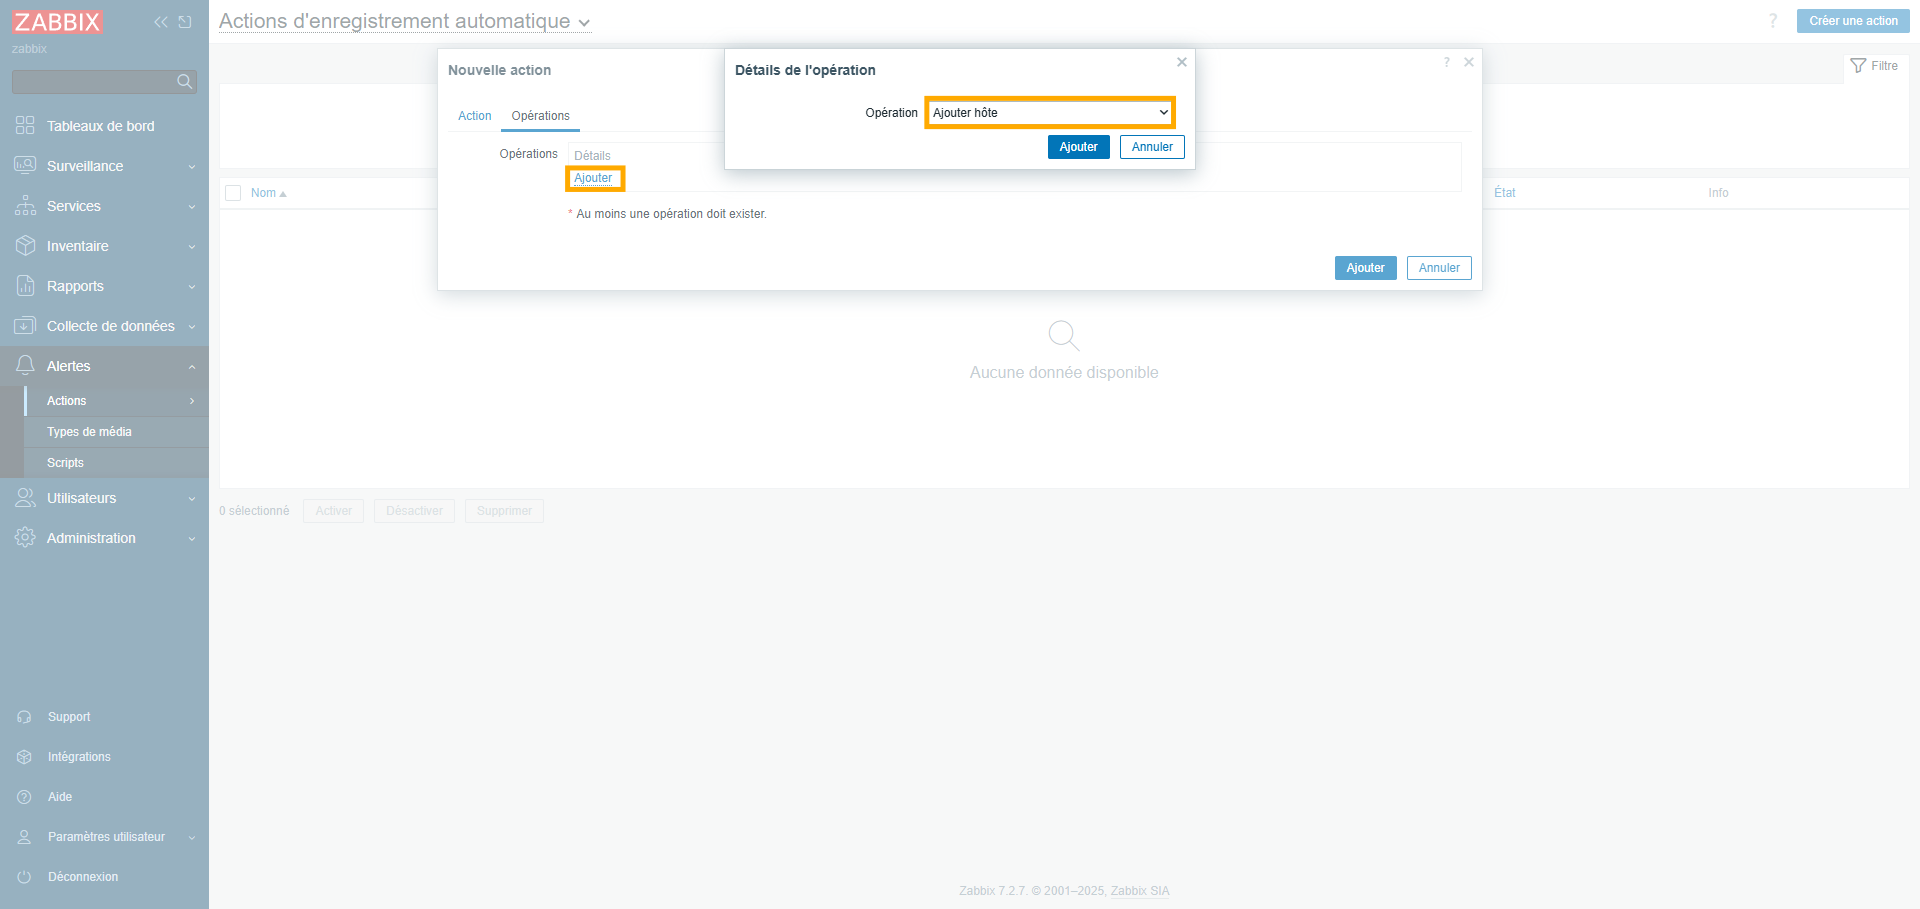 ZABBIX
zabbix
Tableaux de bord
Surveillance
Services
Inventaire
Rapports
Collecte de données
Alertes
Actions
Types de média
Scripts
Utilisateurs
Administration
Support
Intégrations
Aide
Paramètres utilisateur
Déconnexion
Actions d'enregistrement automatique
? Créer une action
Filtre
Nouvelle action
?
Action Opérations
Opérations Détails
Ajouter
* Au moins une opération doit exister.
Ajouter Annuler
Détails de l'opération
Opération Ajouter hôte
Ajouter Annuler
Nom État Info
Aucune donnée disponible
0 sélectionné Activer Désactiver Supprimer
Zabbix 7.2.7. © 2001–2025, Zabbix SIA